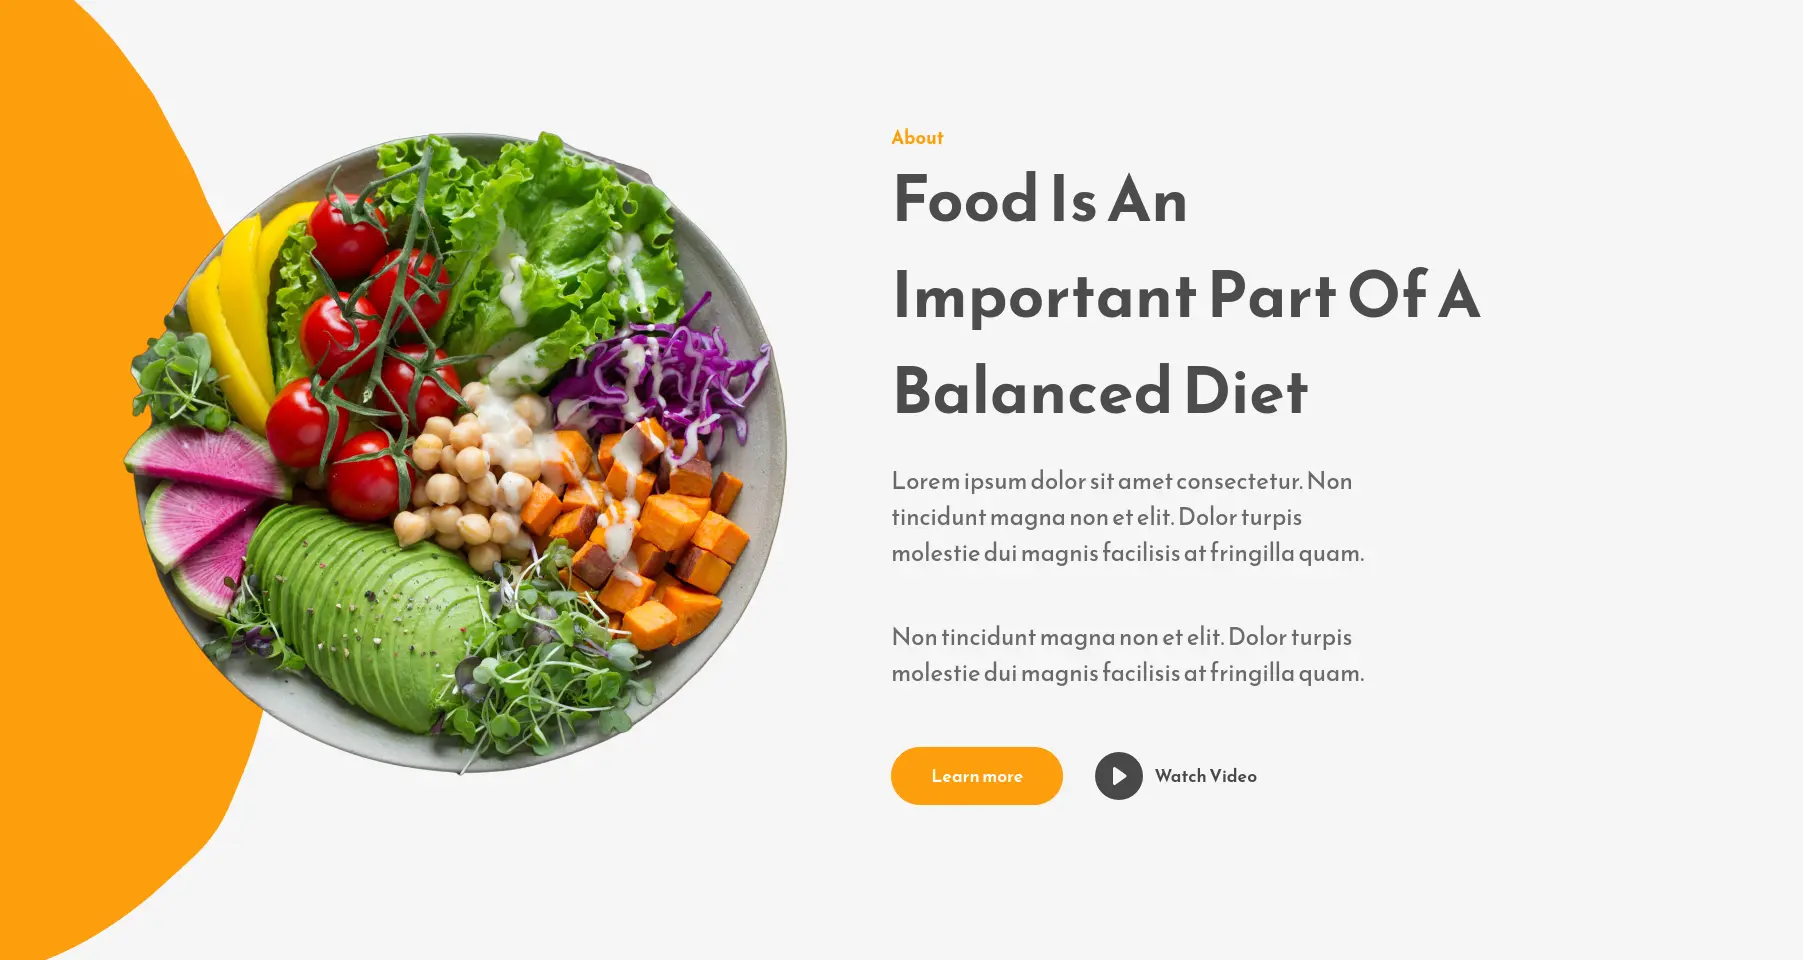 About
Food Is An
Important Part Of A
Balanced Diet
Lorem ipsum dolor sit amet consectetur. Non
tincidunt magna non et elit. Dolor turpis
molestie dui magnis facilisis at fringilla quam.
Non tincidunt magna non et elit. Dolor turpis
molestie dui magnis facilisis at fringilla quam.
Learn more
Watch Video